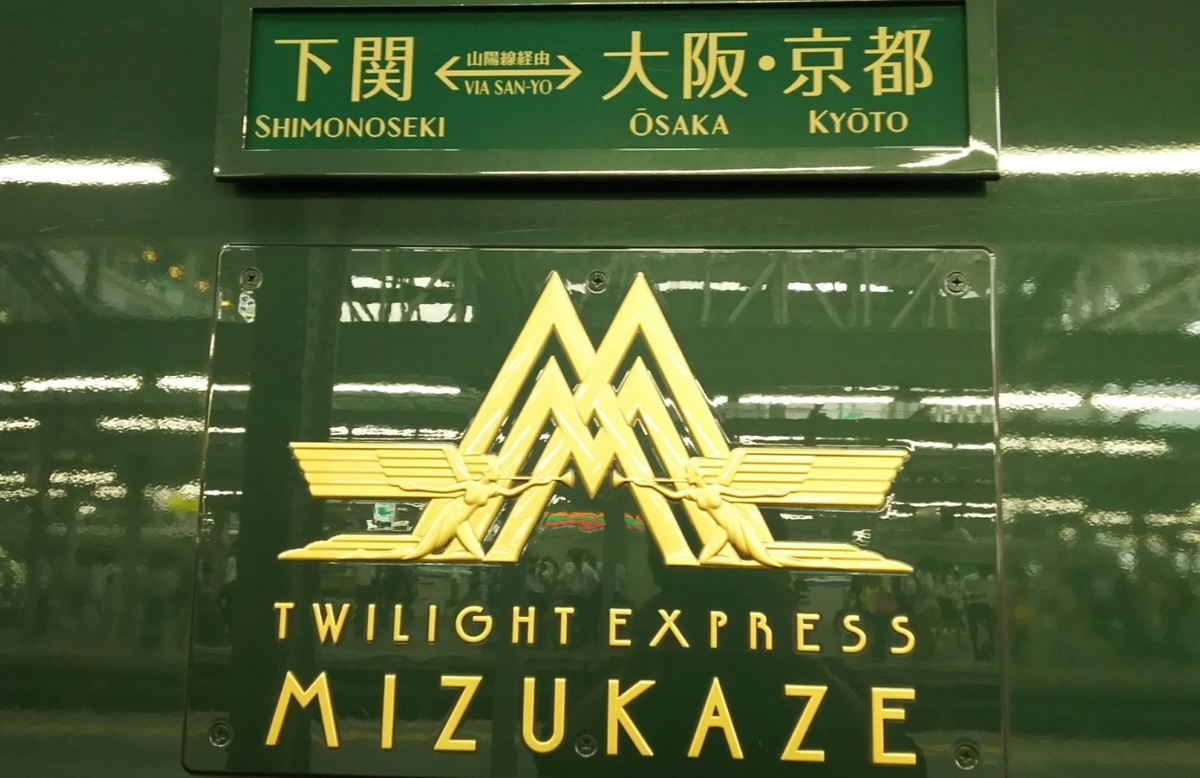 下関 山陽線経由 大阪・京都
SHIMONOSEKI VIA SAN-YO ŌSAKA KYŌTO
TWILIGHT EXPRESS
MIZUKAZE